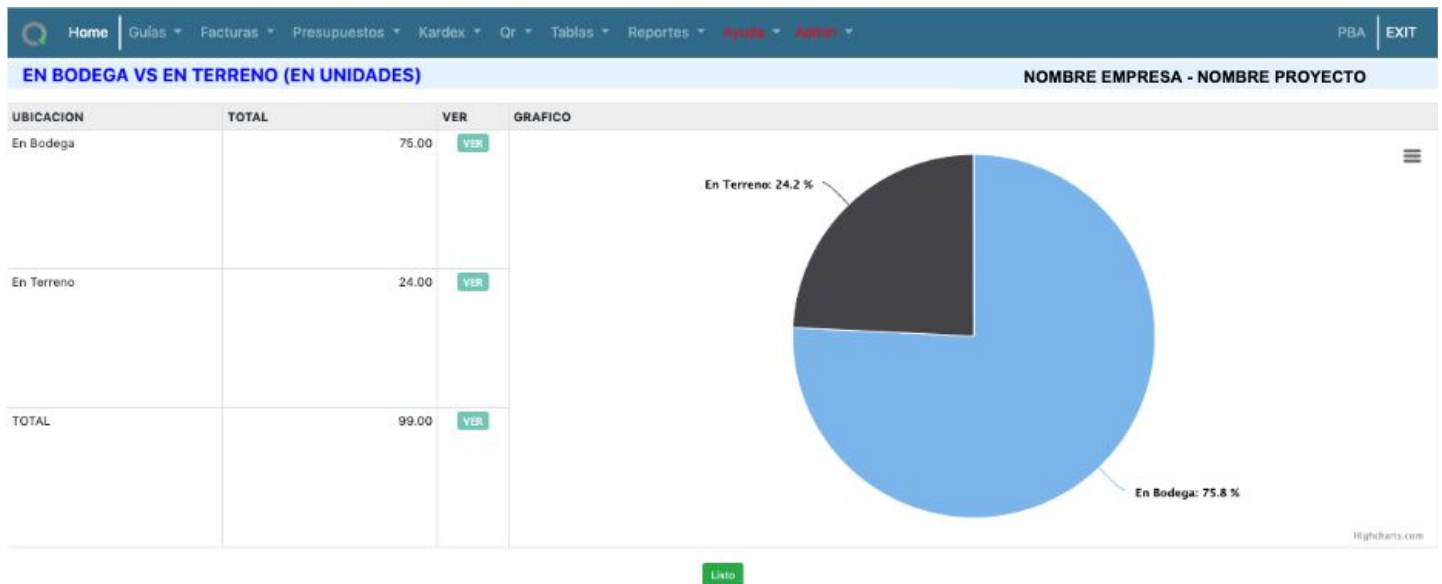 Home Guías Facturas Presupuestos Kardex Qr Tablas Reportes Ayuda Admin PBA EXIT
EN BODEGA VS EN TERRENO (EN UNIDADES) NOMBRE EMPRESA - NOMBRE PROYECTO
UBICACION TOTAL VER GRAFICO
En Bodega 75.00 VER
En Terreno: 24.2 %
En Terreno 24.00 VER
TOTAL 99.00 VER
En Bodega: 75.8 %
Highcharts.com
Listo